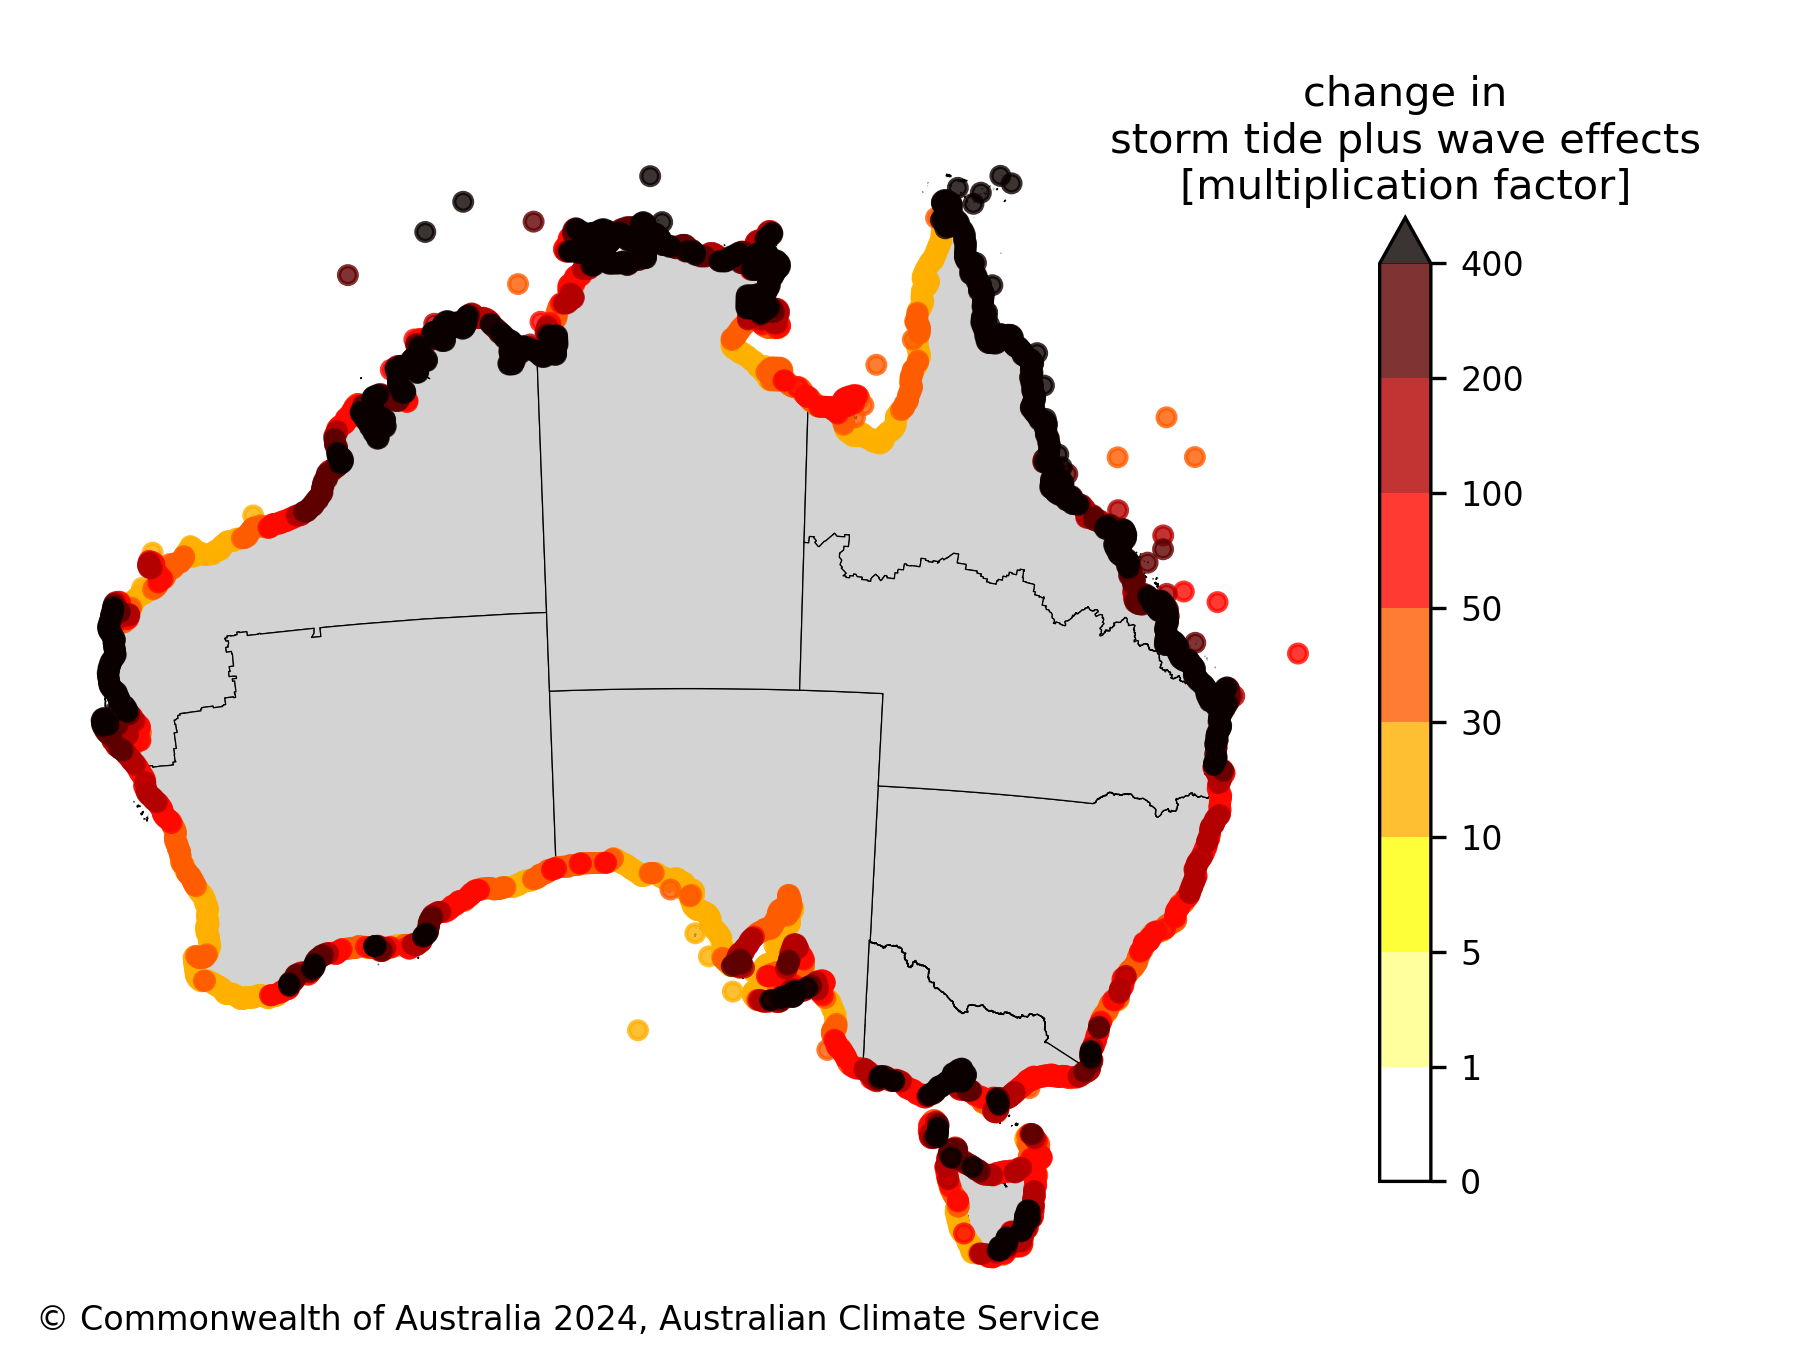 change in
storm tide plus wave effects
[multiplication factor]
400
200
100
50
30
10
5
1
0
© Commonwealth of Australia 2024, Australian Climate Service